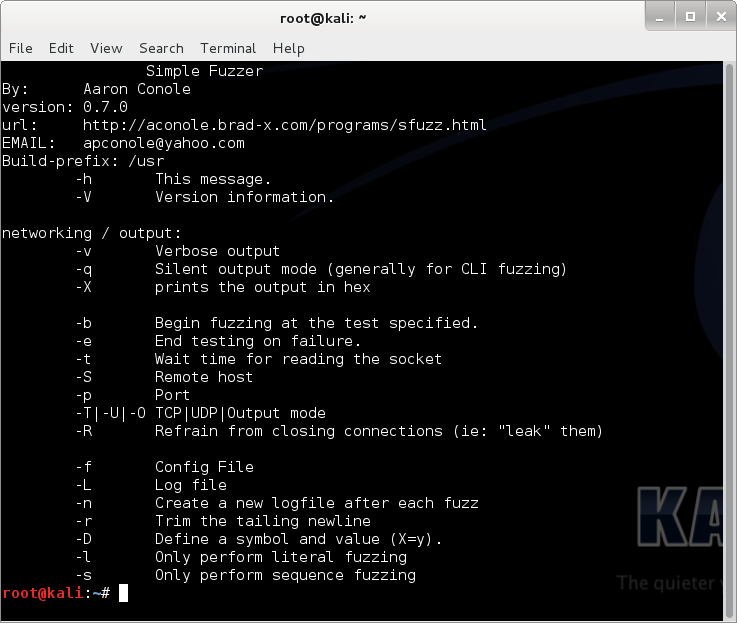 root@kali: ~
File Edit View Search Terminal Help
Simple Fuzzer
By: Aaron Conole
version: 0.7.0
url: http://aconole.brad-x.com/programs/sfuzz.html
EMAIL: apconole@yahoo.com
Build-prefix: /usr
-h This message.
-V Version information.
networking / output:
-v Verbose output
-q Silent output mode (generally for CLI fuzzing)
-X prints the output in hex
-b Begin fuzzing at the test specified.
-e End testing on failure.
-t Wait time for reading the socket
-S Remote host
-p Port
-T|-U|-O TCP|UDP|Output mode
-R Refrain from closing connections (ie: "leak" them)
-f Config File
-L Log file
-n Create a new logfile after each fuzz
-r Trim the tailing newline
-D Define a symbol and value (X=y).
-l Only perform literal fuzzing
-s Only perform sequence fuzzing
root@kali:~#
KA
The quieter